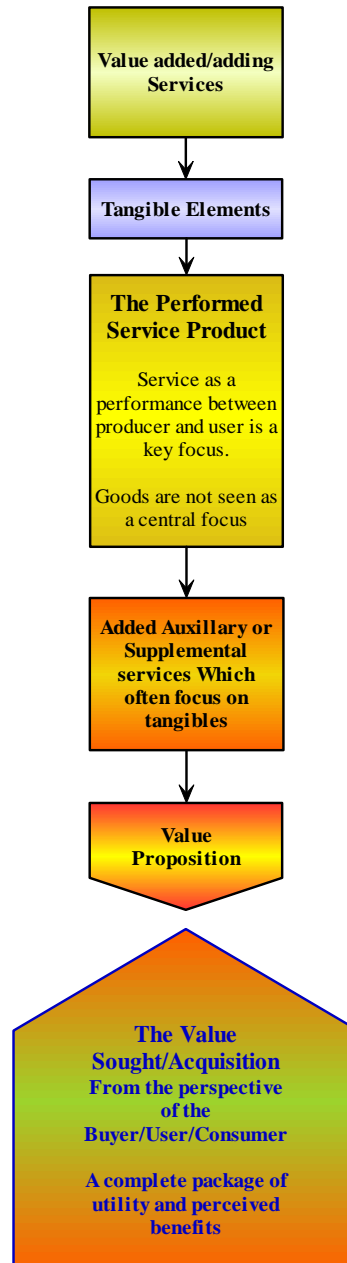 Value added/adding
Services
Tangible Elements
The Performed
Service Product
Service as a
performance between
producer and user is a
key focus.
Goods are not seen as
a central focus
Added Auxillary or
Supplemental
services Which
often focus on
tangibles
Value
Proposition
The Value
Sought/Acquisition
From the perspective
of the
Buyer/User/Consumer
A complete package of
utility and perceived
benefits